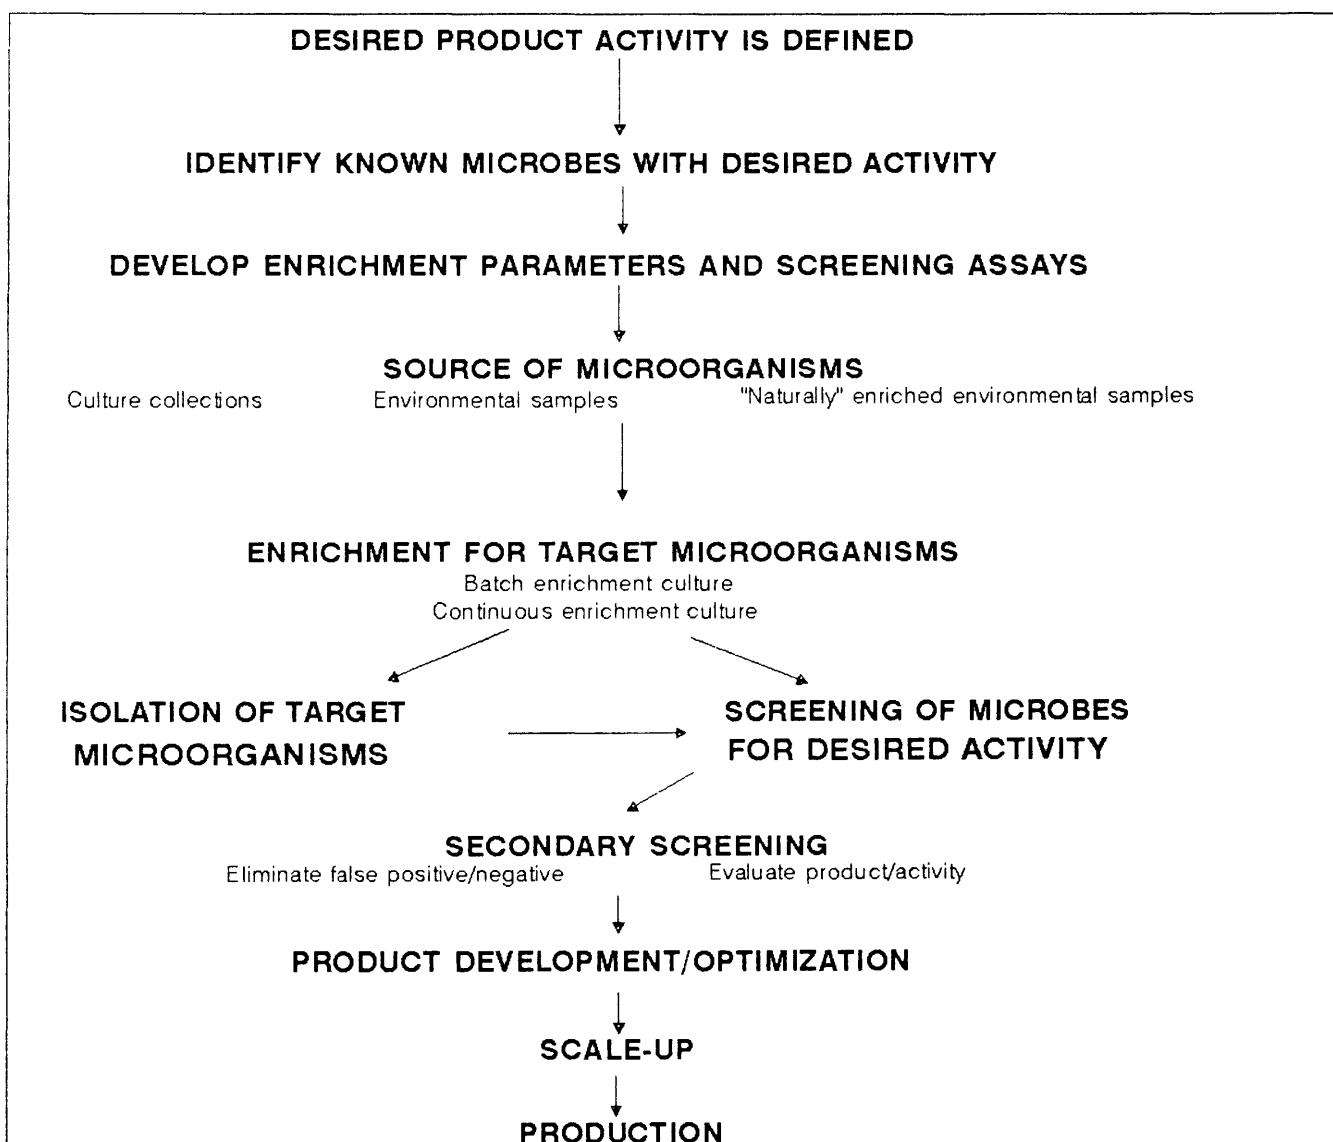 DESIRED PRODUCT ACTIVITY IS DEFINED
IDENTIFY KNOWN MICROBES WITH DESIRED ACTIVITY
DEVELOP ENRICHMENT PARAMETERS AND SCREENING ASSAYS
SOURCE OF MICROORGANISMS
Culture collections Environmental samples "Naturally" enriched environmental samples
ENRICHMENT FOR TARGET MICROORGANISMS
Batch enrichment culture
Continuous enrichment culture
ISOLATION OF TARGET
MICROORGANISMS
SCREENING OF MICROBES
FOR DESIRED ACTIVITY
SECONDARY SCREENING
Eliminate false positive/negative Evaluate product/activity
PRODUCT DEVELOPMENT/OPTIMIZATION
SCALE-UP
PRODUCTION